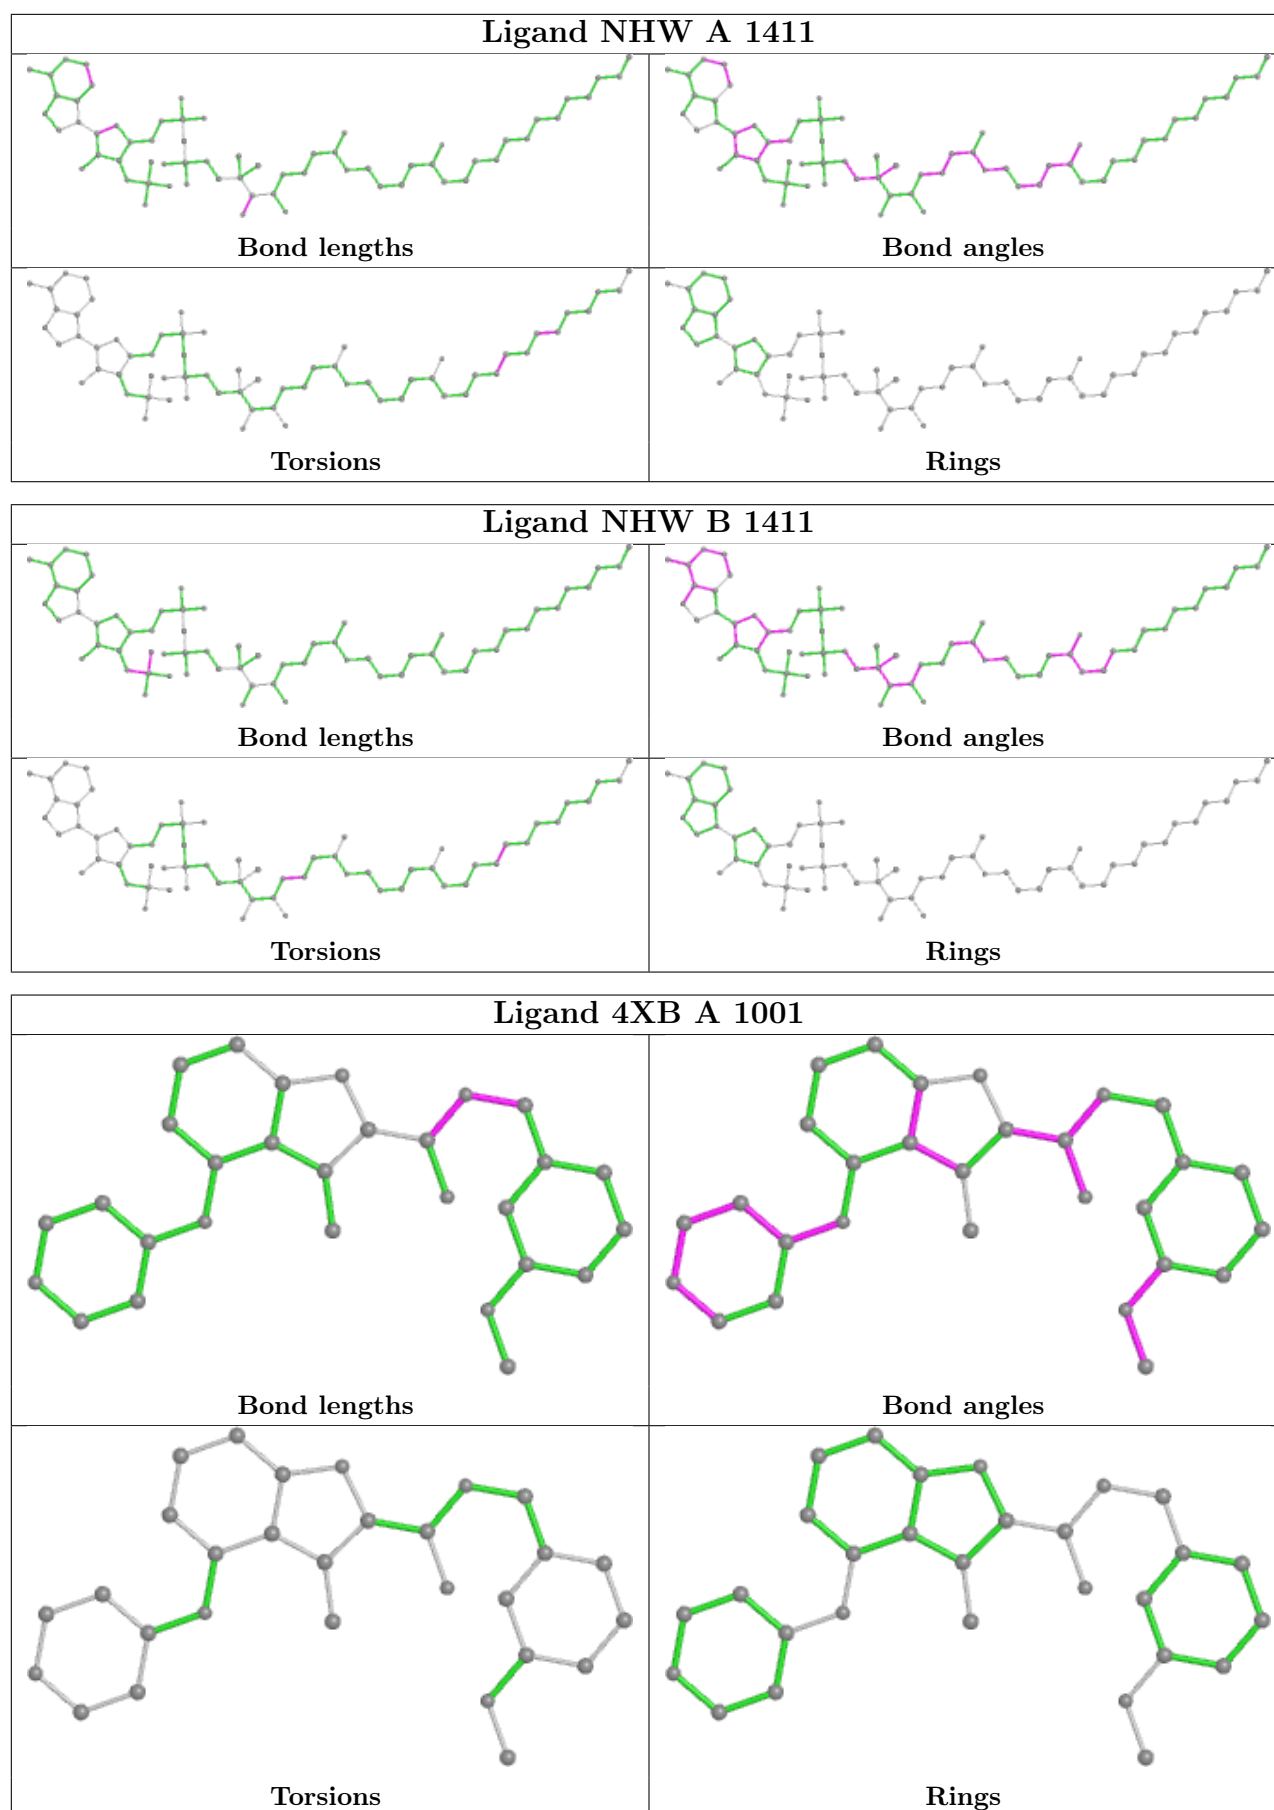 Ligand NHW A 1411
Bond lengths
Bond angles
Torsions
Rings
Ligand NHW B 1411
Bond lengths
Bond angles
Torsions
Rings
Ligand 4XB A 1001
Bond lengths
Bond angles
Torsions
Rings